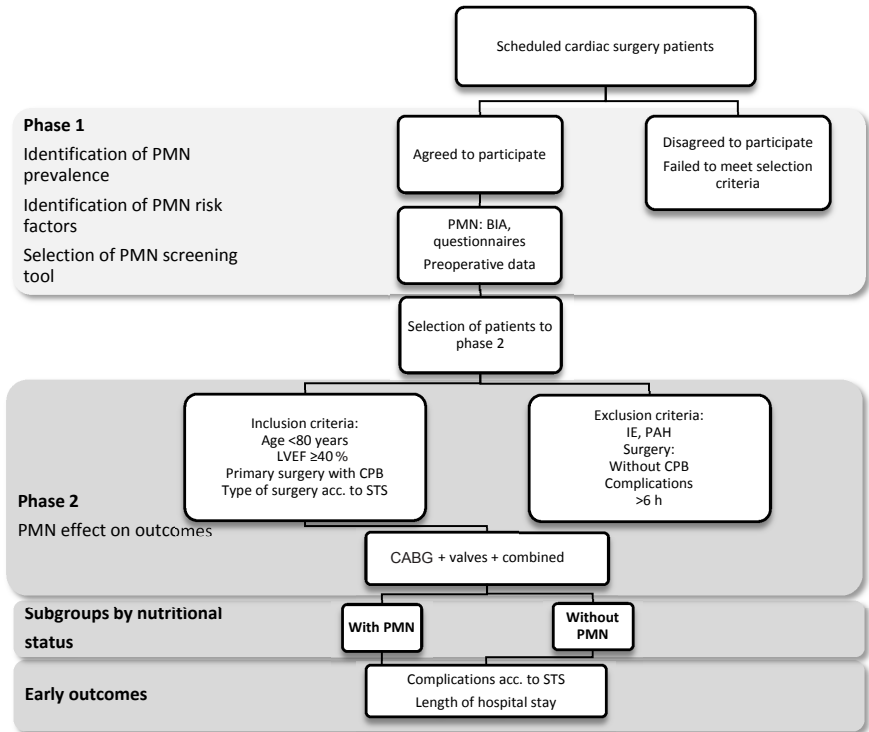 Scheduled cardiac surgery patients
Phase 1
Identification of PMN
prevalence
Identification of PMN risk
factors
Selection of PMN screening
tool
Agreed to participate
Disagreed to participate
Failed to meet selection
criteria
PMN: BIA,
questionnaires
Preoperative data
Selection of patients to
phase 2
Phase 2
PMN effect on outcomes
Inclusion criteria:
Age <80 years
LVEF ≥40 %
Primary surgery with CPB
Type of surgery acc. to STS
Exclusion criteria:
IE, PAH
Surgery:
Without CPB
Complications
>6 h
CABG + valves + combined
Subgroups by nutritional
status
With PMN
Without
PMN
Early outcomes
Complications acc. to STS
Length of hospital stay